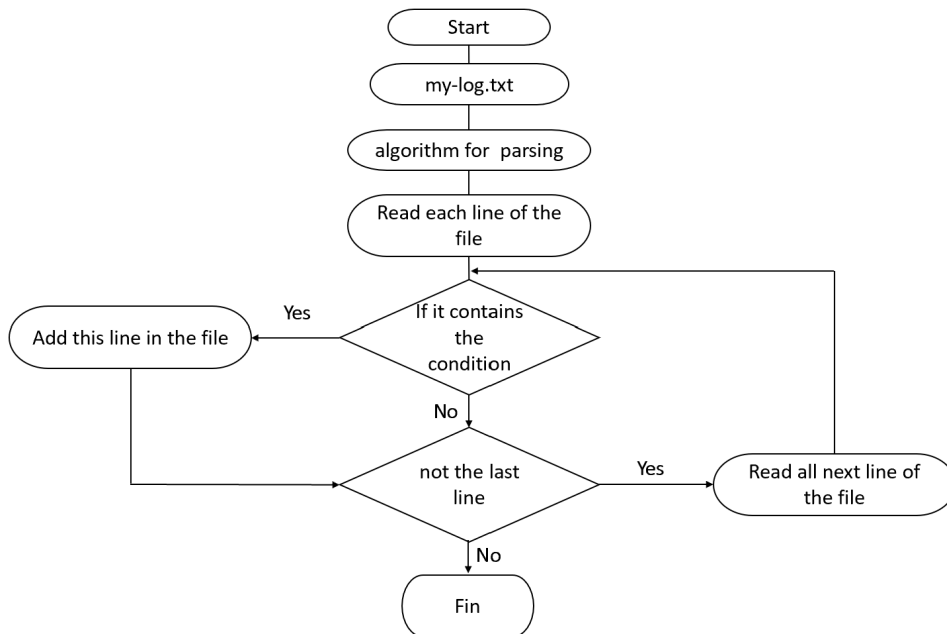 Start
my-log.txt
algorithm for parsing
Read each line of the
file
Yes
If it contains
the
condition
Add this line in the file
No
not the last
line
Yes
Read all next line of
the file
No
Fin